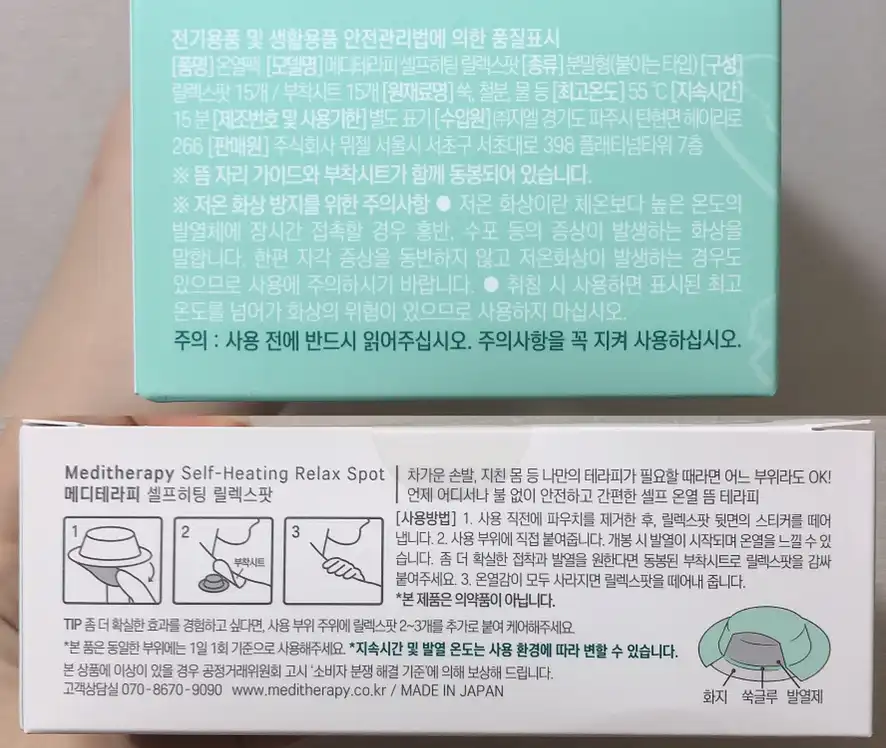 전기용품 및 생활용품 안전관리법에 의한 품질표시
[품명] 온열팩 [모델명] 메디테라피 셀프히팅 릴렉스팟 [종류] 분말형(붙이는 타입) [구성]
릴렉스팟 15개 / 부착시트 15개 [원재료명] 쑥, 철분, 물 등 [최고온도] 55 ℃ [지속시간]
15 분 [제조번호 및 사용기한] 별도 표기 [수입원] ㈜지엘 경기도 파주시 탄현면 헤이리로
266 [판매원] 주식회사 뮈젤 서울시 서초구 서초대로 398 플래티넘타워 7층
※ 뜸 자리 가이드와 부착시트가 함께 동봉되어 있습니다.
※ 저온 화상 방지를 위한 주의사항 ● 저온 화상이란 체온보다 높은 온도의
발열체에 장시간 접촉할 경우 홍반, 수포 등의 증상이 발생하는 화상을
말합니다. 한편 자각 증상을 동반하지 않고 저온화상이 발생하는 경우도
있으므로 사용에 주의하시기 바랍니다. ● 취침 시 사용하면 표시된 최고
온도를 넘어가 화상의 위험이 있으므로 사용하지 마십시오.
주의 : 사용 전에 반드시 읽어주십시오. 주의사항을 꼭 지켜 사용하십시오.
Meditherapy Self-Heating Relax Spot
메디테라피 셀프히팅 릴렉스팟
차가운 손발, 지친 몸 등 나만의 테라피가 필요할 때라면 어느 부위라도 OK!
언제 어디서나 불 없이 안전하고 간편한 셀프 온열 뜸 테라피
1
2
부착시트
3
[사용방법] 1. 사용 직전에 파우치를 제거한 후, 릴렉스팟 뒷면의 스티커를 떼어
냅니다. 2. 사용 부위에 직접 붙여줍니다. 개봉 시 발열이 시작되며 온열을 느낄 수 있
습니다. 좀 더 확실한 접착과 발열을 원한다면 동봉된 부착시트로 릴렉스팟을 감싸
붙여주세요. 3. 온열감이 모두 사라지면 릴렉스팟을 떼어내 줍니다.
*본 제품은 의약품이 아닙니다.
TIP 좀 더 확실한 효과를 경험하고 싶다면, 사용 부위 주위에 릴렉스팟 2~3개를 추가로 붙여 케어해주세요.
*본 품은 동일한 부위에는 1일 1회 기준으로 사용해주세요. *지속시간 및 발열 온도는 사용 환경에 따라 변할 수 있습니다.
본 상품에 이상이 있을 경우 공정거래위원회 고시 '소비자 분쟁 해결 기준'에 의해 보상해 드립니다.
고객상담실 070-8670-9090 www.meditherapy.co.kr / MADE IN JAPAN
화지 쑥글루 발열제